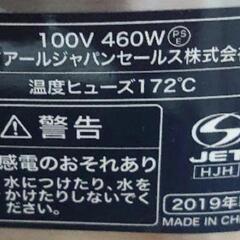 100V 460W PSE
アールジャパンセールス株式会
温度ヒューズ172℃
警告
感電のおそれあり
水につけたり、水を
かけたりしないでく
ださい。
JET
HJH
2019年
MADE IN CH